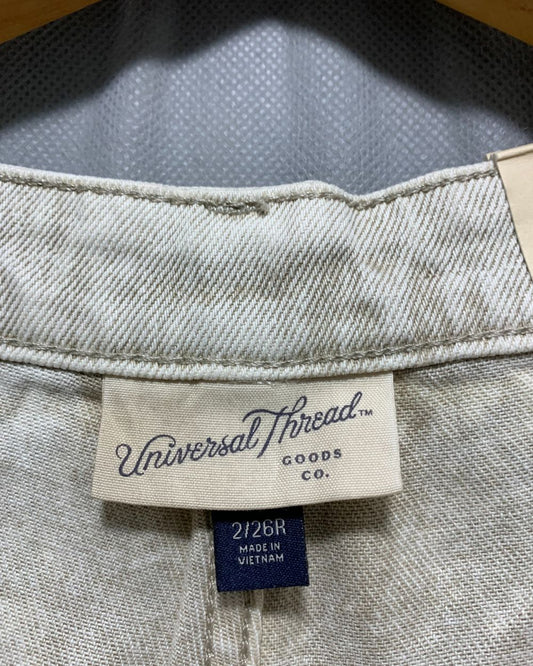 Universal Thread™
GOODS
CO.
2/26R
MADE IN
VIETNAM